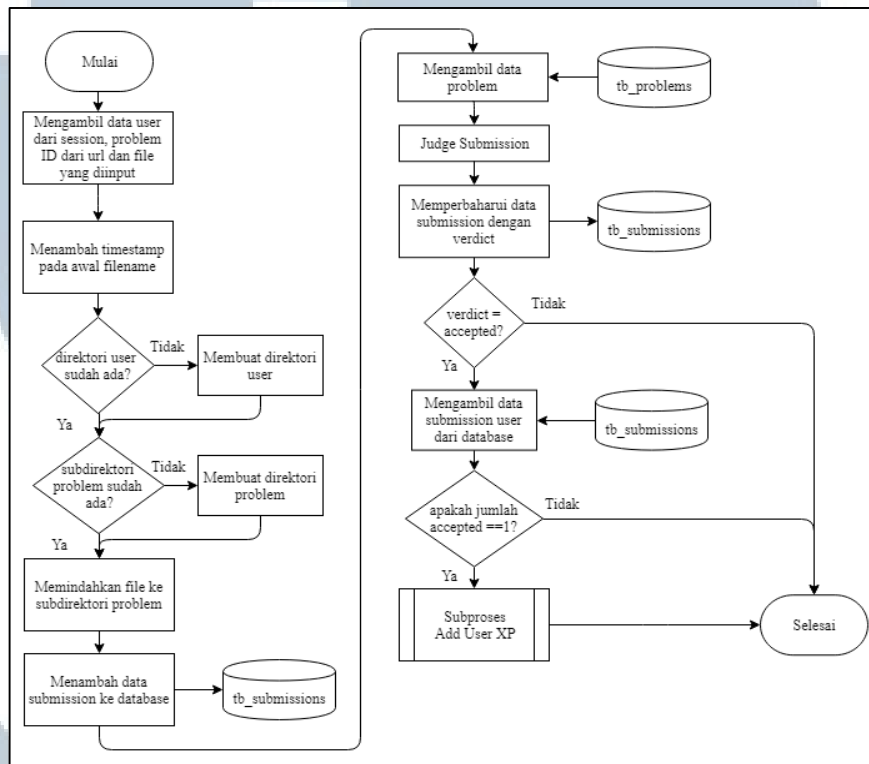 Mulai
Mengambil data user
dari session, problem
ID dari url dan file
yang diinput
Menambah timestamp
pada awal filename
direktori user
sudah ada?
Tidak
Membuat direktori
user
Ya
subdirektori
problem sudah
ada?
Tidak
Membuat direktori
problem
Ya
Memindahkan file ke
subdirektori problem
Menambah data
submission ke database
tb_submissions
Mengambil data
problem
tb_problems
Judge Submission
Memperbaharui data
submission dengan
verdict
tb_submissions
verdict =
accepted?
Tidak
Ya
Mengambil data
submission user
dari database
tb_submissions
apakah jumlah
accepted ==1?
Tidak
Ya
Subproses
Add User XP
Selesai